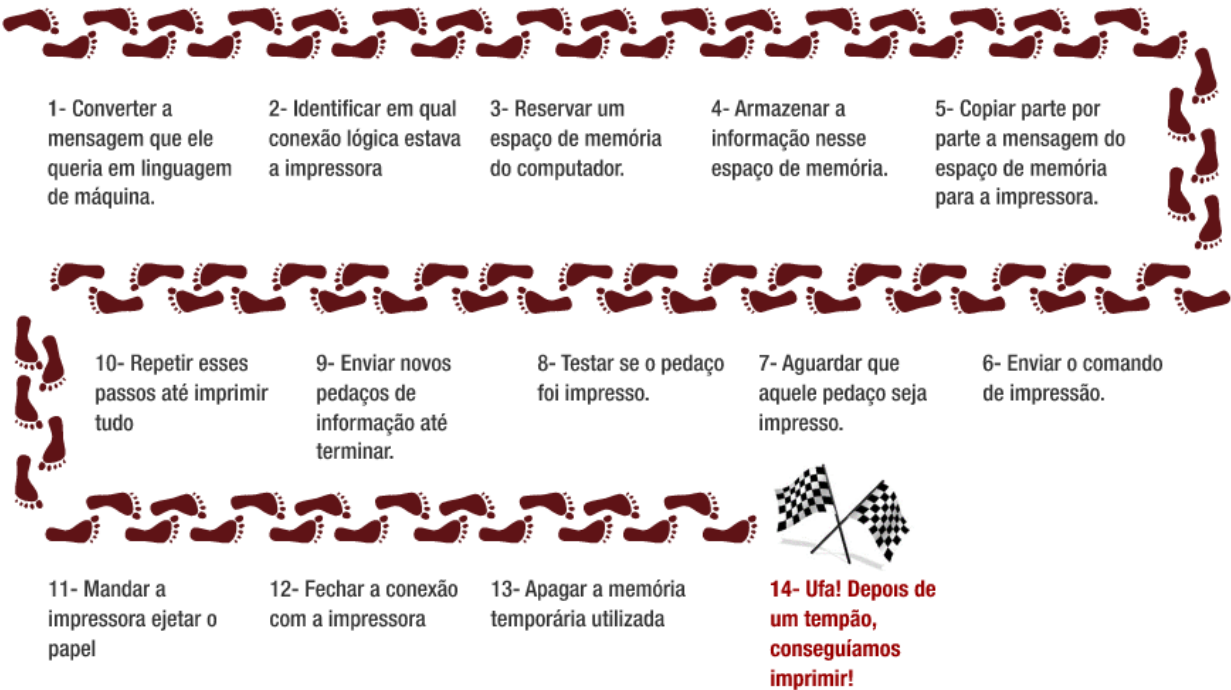 1- Converter a
mensagem que ele
queria em linguagem
de máquina.
2- Identificar em qual
conexão lógica estava
a impressora
3- Reservar um
espaço de memória
do computador.
4- Armazenar a
informação nesse
espaço de memória.
5- Copiar parte por
parte a mensagem do
espaço de memória
para a impressora.
6- Enviar o comando
de impressão.
7- Aguardar que
aquele pedaço seja
impresso.
8- Testar se o pedaço
foi impresso.
9- Enviar novos
pedaços de
informação até
terminar.
10- Repetir esses
passos até imprimir
tudo
11- Mandar a
impressora ejetar o
papel
12- Fechar a conexão
com a impressora
13- Apagar a memória
temporária utilizada
14- Ufa! Depois de
um tempão,
conseguíamos
imprimir!